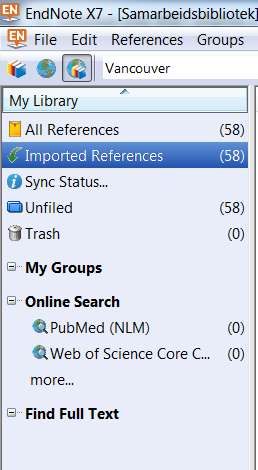 EndNote X7 - [Samarbeidsbibliotek]
File Edit References Groups
Vancouver
My Library
All References (58)
Imported References (58)
Sync Status...
Unfiled (58)
Trash (0)
My Groups
Online Search
PubMed (NLM) (0)
Web of Science Core C... (0)
more...
Find Full Text